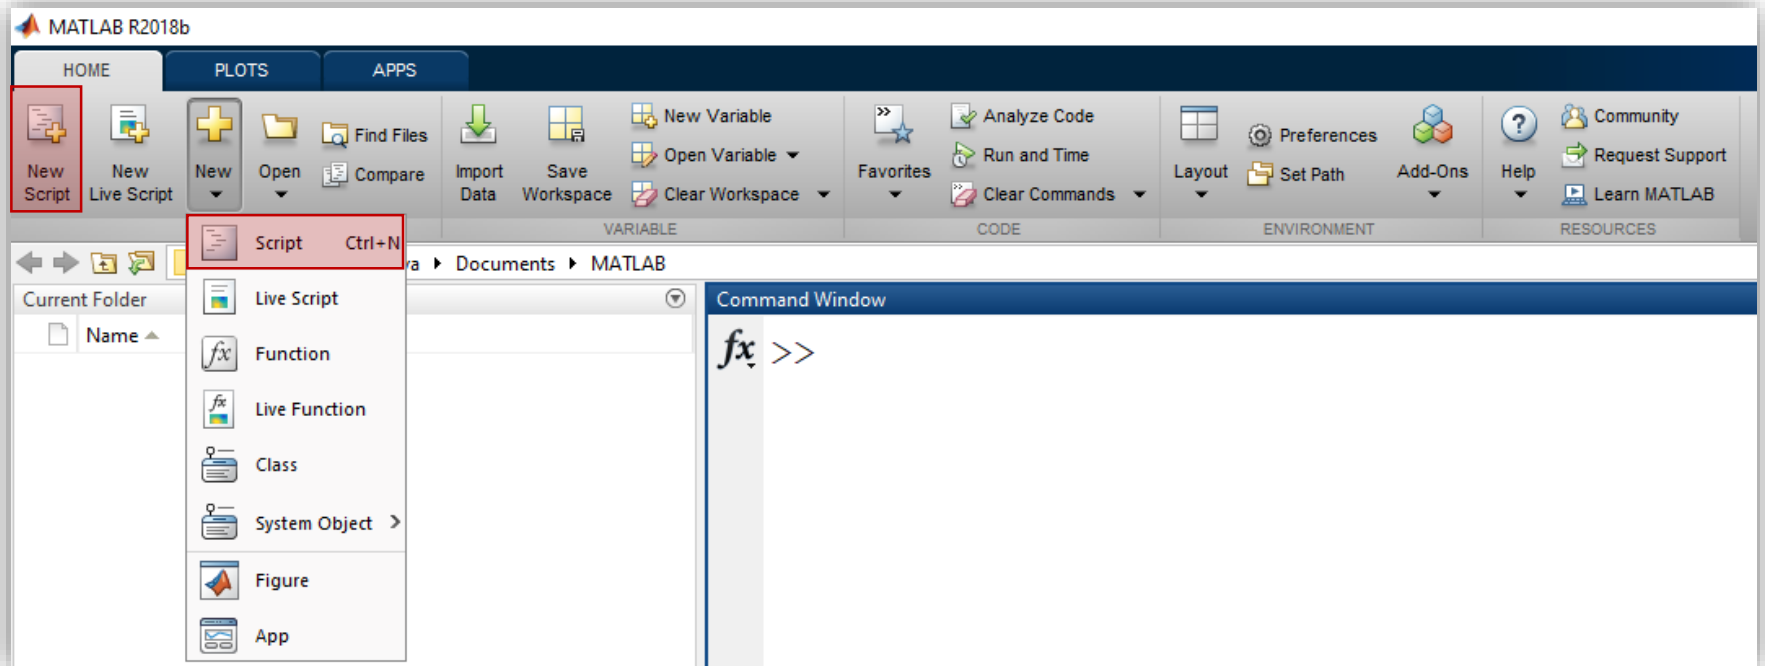 MATLAB R2018b
HOME
PLOTS
APPS
New
Script
New
Live Script
New
Open
Find Files
Compare
Import
Data
Save
Workspace
New Variable
Open Variable
Clear Workspace
VARIABLE
Favorites
Analyze Code
Run and Time
Clear Commands
CODE
Layout
Preferences
Set Path
Add-Ons
ENVIRONMENT
?
Help
Community
Request Support
Learn MATLAB
RESOURCES
Script Ctrl+N
Live Script
fx Function
fx Live Function
Class
System Object
Figure
App
va Documents MATLAB
Current Folder
Name
Command Window
fx >>